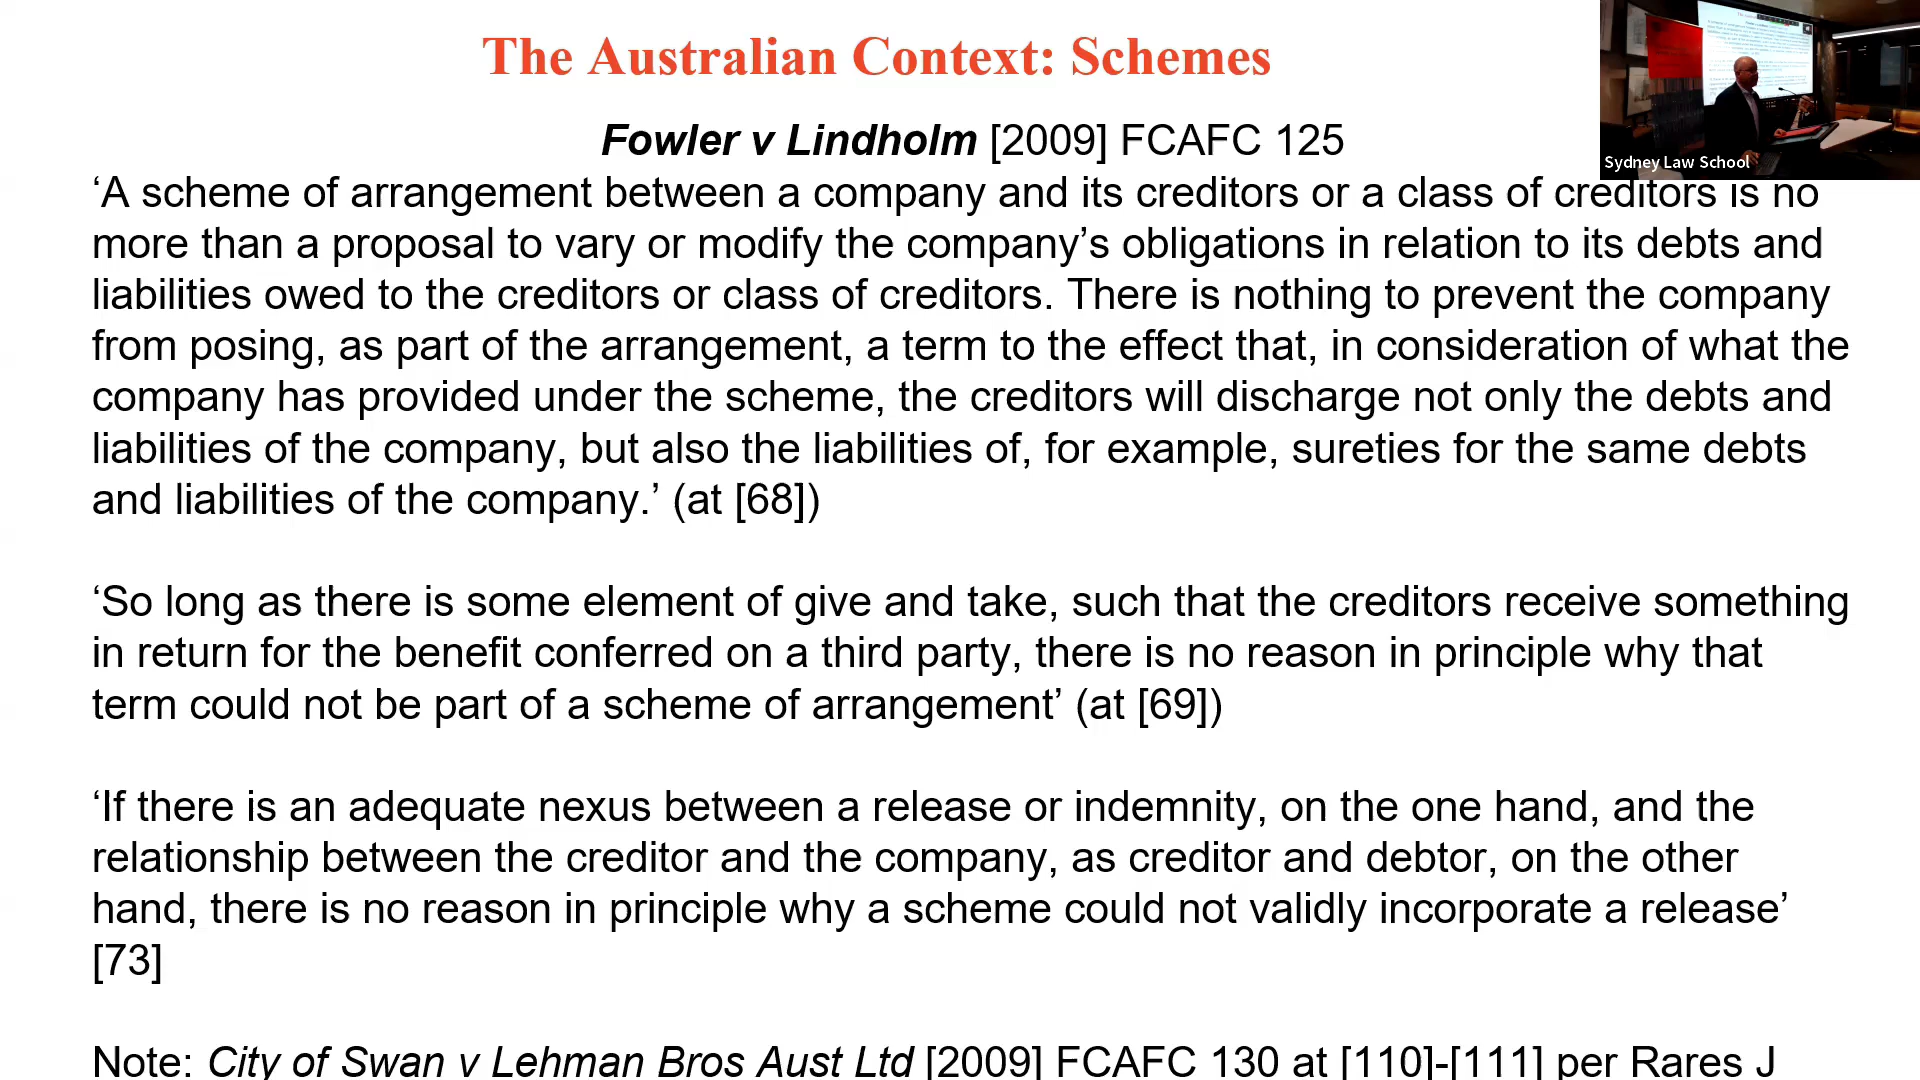 The Australian Context: Schemes
Fowler v Lindholm [2009] FCAFC 125
Sydney Law School
‘A scheme of arrangement between a company and its creditors or a class of creditors is no
more than a proposal to vary or modify the company’s obligations in relation to its debts and
liabilities owed to the creditors or class of creditors. There is nothing to prevent the company
from posing, as part of the arrangement, a term to the effect that, in consideration of what the
company has provided under the scheme, the creditors will discharge not only the debts and
liabilities of the company, but also the liabilities of, for example, sureties for the same debts
and liabilities of the company.’ (at [68])
‘So long as there is some element of give and take, such that the creditors receive something
in return for the benefit conferred on a third party, there is no reason in principle why that
term could not be part of a scheme of arrangement’ (at [69])
‘If there is an adequate nexus between a release or indemnity, on the one hand, and the
relationship between the creditor and the company, as creditor and debtor, on the other
hand, there is no reason in principle why a scheme could not validly incorporate a release’
[73]
Note: City of Swan v Lehman Bros Aust Ltd [2009] FCAFC 130 at [110]-[111] per Rares J